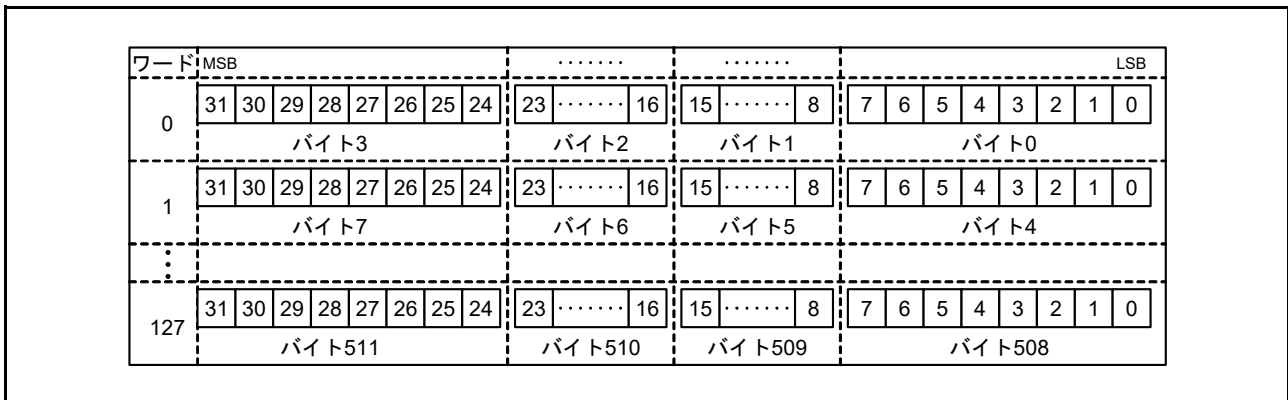 ワード MSB ······· ······· LSB
0 31 30 29 28 27 26 25 24 23 ······· 16 15 ······· 8 7 6 5 4 3 2 1 0
バイト3 バイト2 バイト1 バイト0
1 31 30 29 28 27 26 25 24 23 ······· 16 15 ······· 8 7 6 5 4 3 2 1 0
バイト7 バイト6 バイト5 バイト4
⋮
127 31 30 29 28 27 26 25 24 23 ······· 16 15 ······· 8 7 6 5 4 3 2 1 0
バイト511 バイト510 バイト509 バイト508